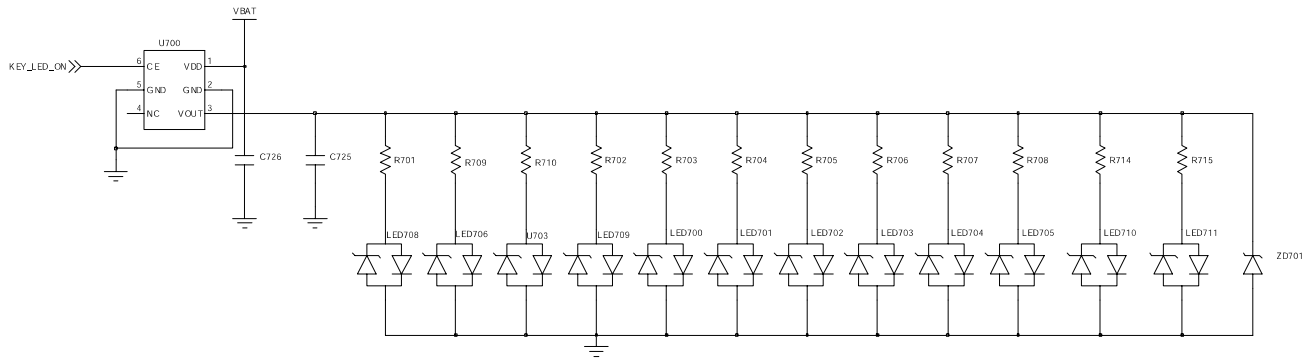 VBAT
U700
KEY_LED_ON
6 CE VDD 1
5 GND GND 2
4 NC VOUT 3
C726
C725
R701
R709
R710
R702
R703
R704
R705
R706
R707
R708
R714
R715
LED708
LED706
U703
LED709
LED700
LED701
LED702
LED703
LED704
LED705
LED710
LED711
ZD701